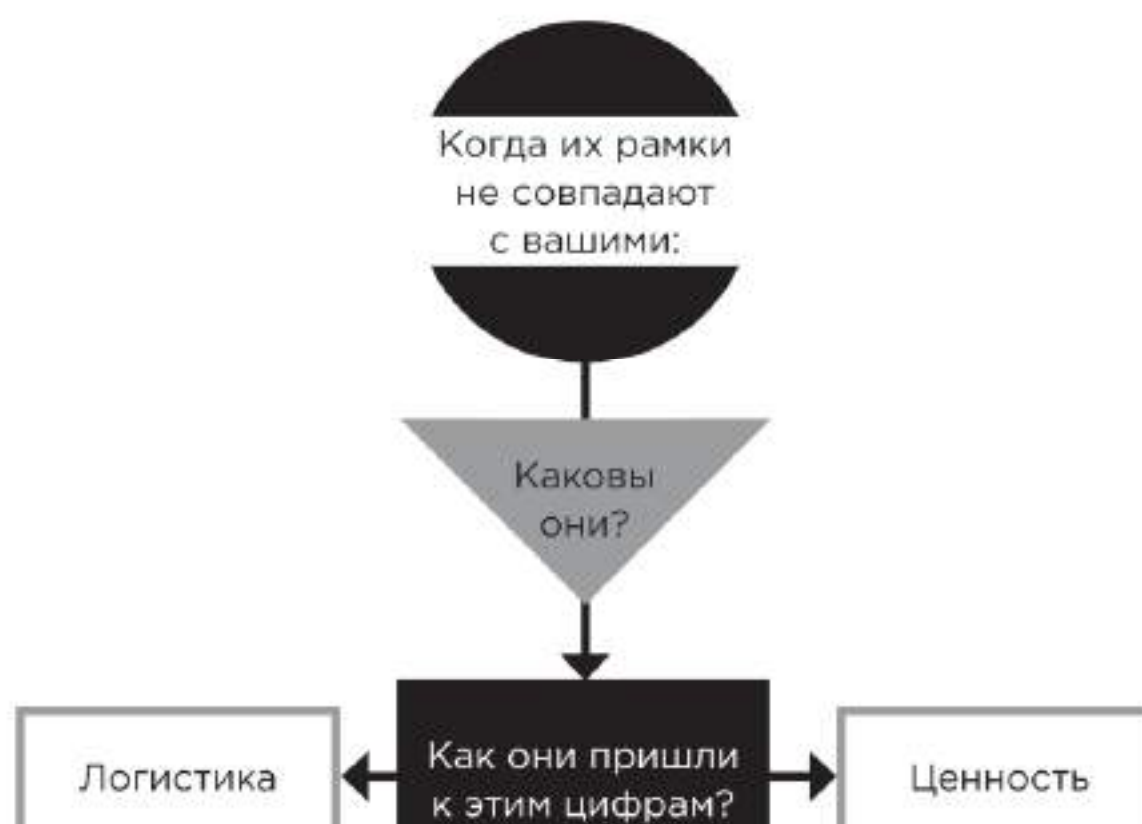 Когда их рамки
не совпадают
с вашими:
Каковы
они?
Логистика
Как они пришли
к этим цифрам?
Ценность